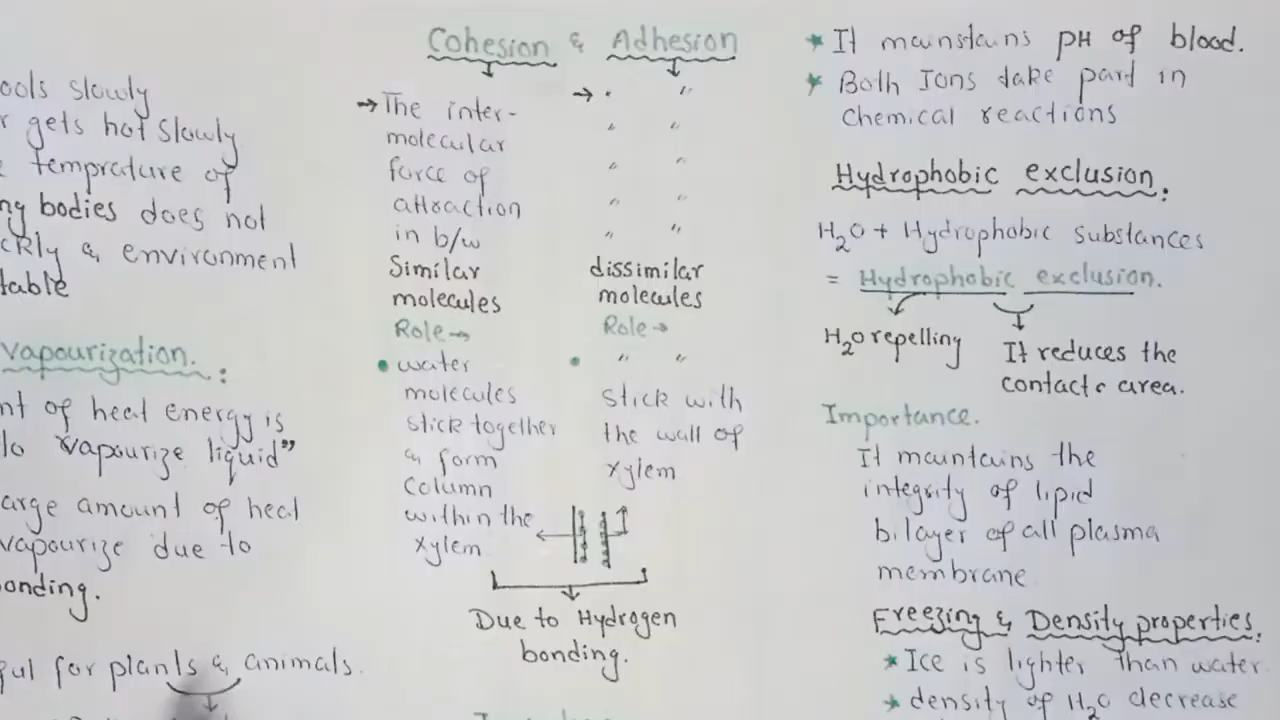 ools slowly
gets hot slowly
temprature of
ng bodies does not
ckly & environment
table
vapourization.:
nt of heat energy is
to "vapourize liquid"
arge amount of heat
vapourize due to
onding.
ful for plants & animals.
Cohesion & Adhesion
→ The inter-
molecular
force of
attraction
in b/w
Similar
molecules
Role →
• water
molecules
stick together
& form
Column
within the
xylem
→ • "
" "
" "
" "
" "
dissimilar
molecules
Role →
• " "
stick with
the wall of
xylem
Due to Hydrogen
bonding.
★ It mainstains pH of blood.
★ Both Ions take part in
chemical reactions
Hydrophobic exclusion.
H₂O + Hydrophobic substances
= Hydrophobic exclusion.
H₂O repelling
It reduces the
contact area.
Importance.
It maintains the
integrity of lipid
bilayer of all plasma
membrane
Freezing & Density properties.
★ Ice is lighter than water
★ density of H₂O decrease